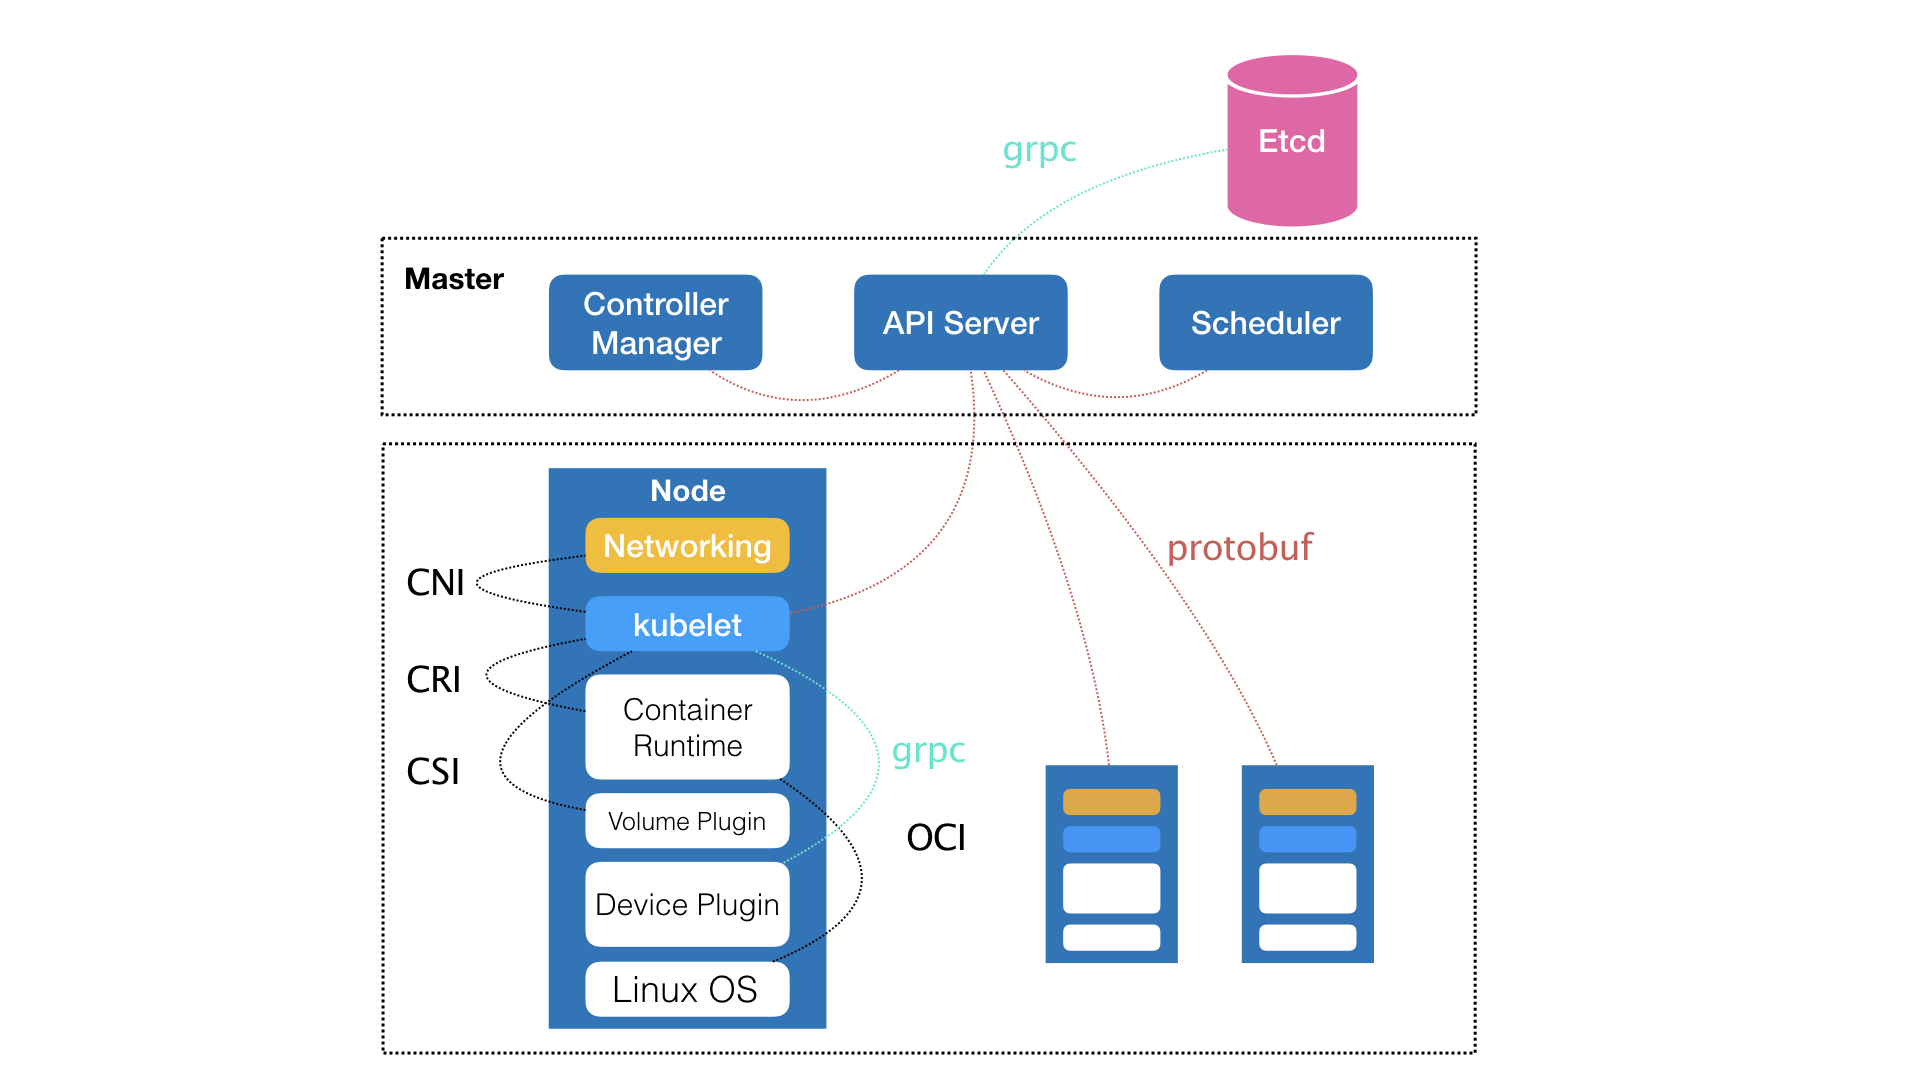 Etcd
grpc
Master
Controller
Manager
API Server
Scheduler
Node
Networking
CNI
kubelet
protobuf
CRI
Container
Runtime
grpc
CSI
Volume Plugin
OCI
Device Plugin
Linux OS